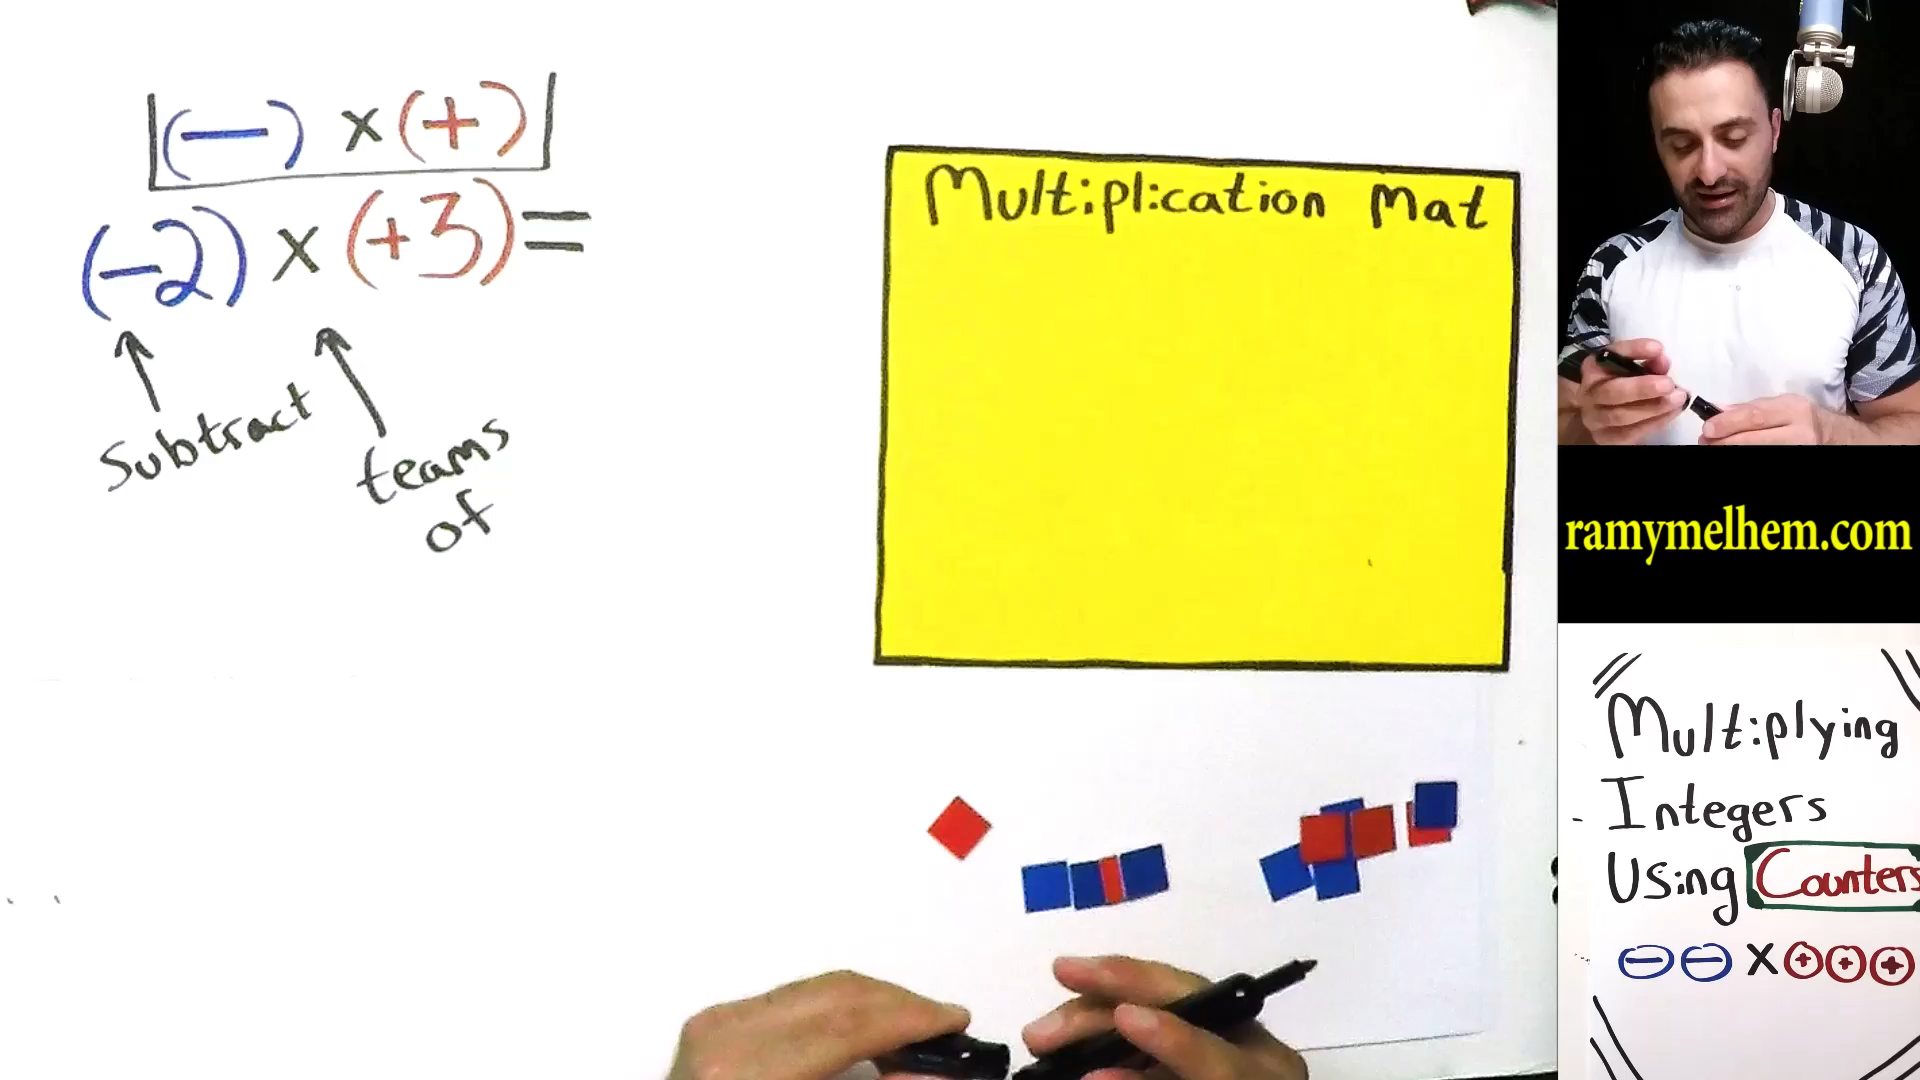 (−) x (+)
(-2) x (+3) =
Subtract
teams
of
Multiplication Mat
ramymelhem.com
Multiplying
Integers
Using Counters
⊖⊖ x ⊕⊕⊕